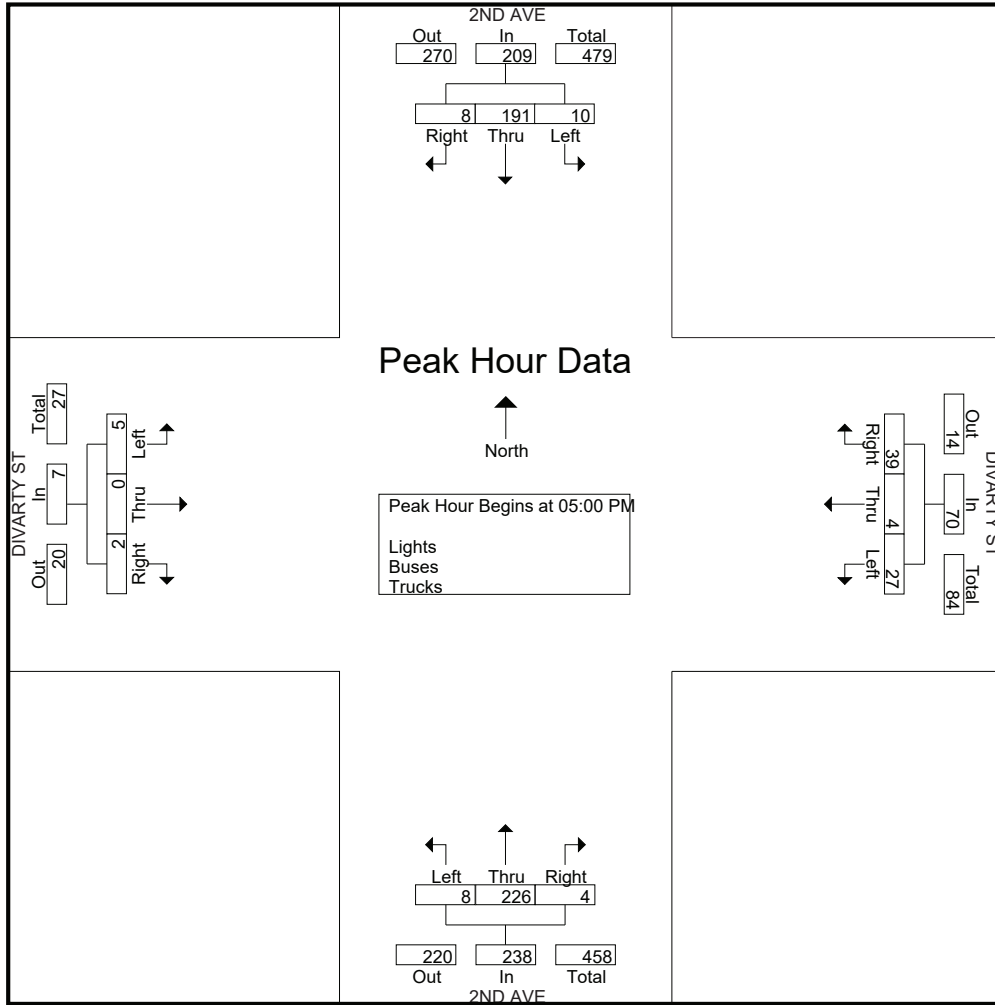 2ND AVE
Out In Total
270 209 479
8 191 10
Right Thru Left
Peak Hour Data
North
Peak Hour Begins at 05:00 PM
Lights
Buses
Trucks
DIVARTY ST
Total In Out
27 7 20
5 0 2
Left Thru Right
DIVARTY ST
Out In Total
14 70 84
39 4 27
Right Thru Left
Left Thru Right
8 226 4
220 238 458
Out In Total
2ND AVE